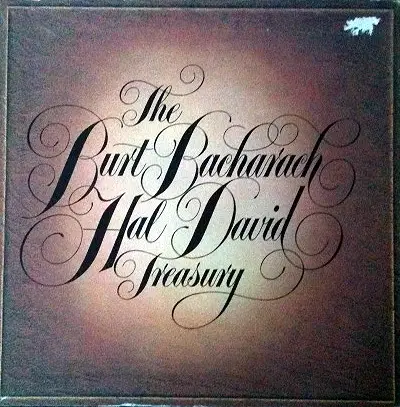 The
Burt Bacharach
Hal David
Treasury